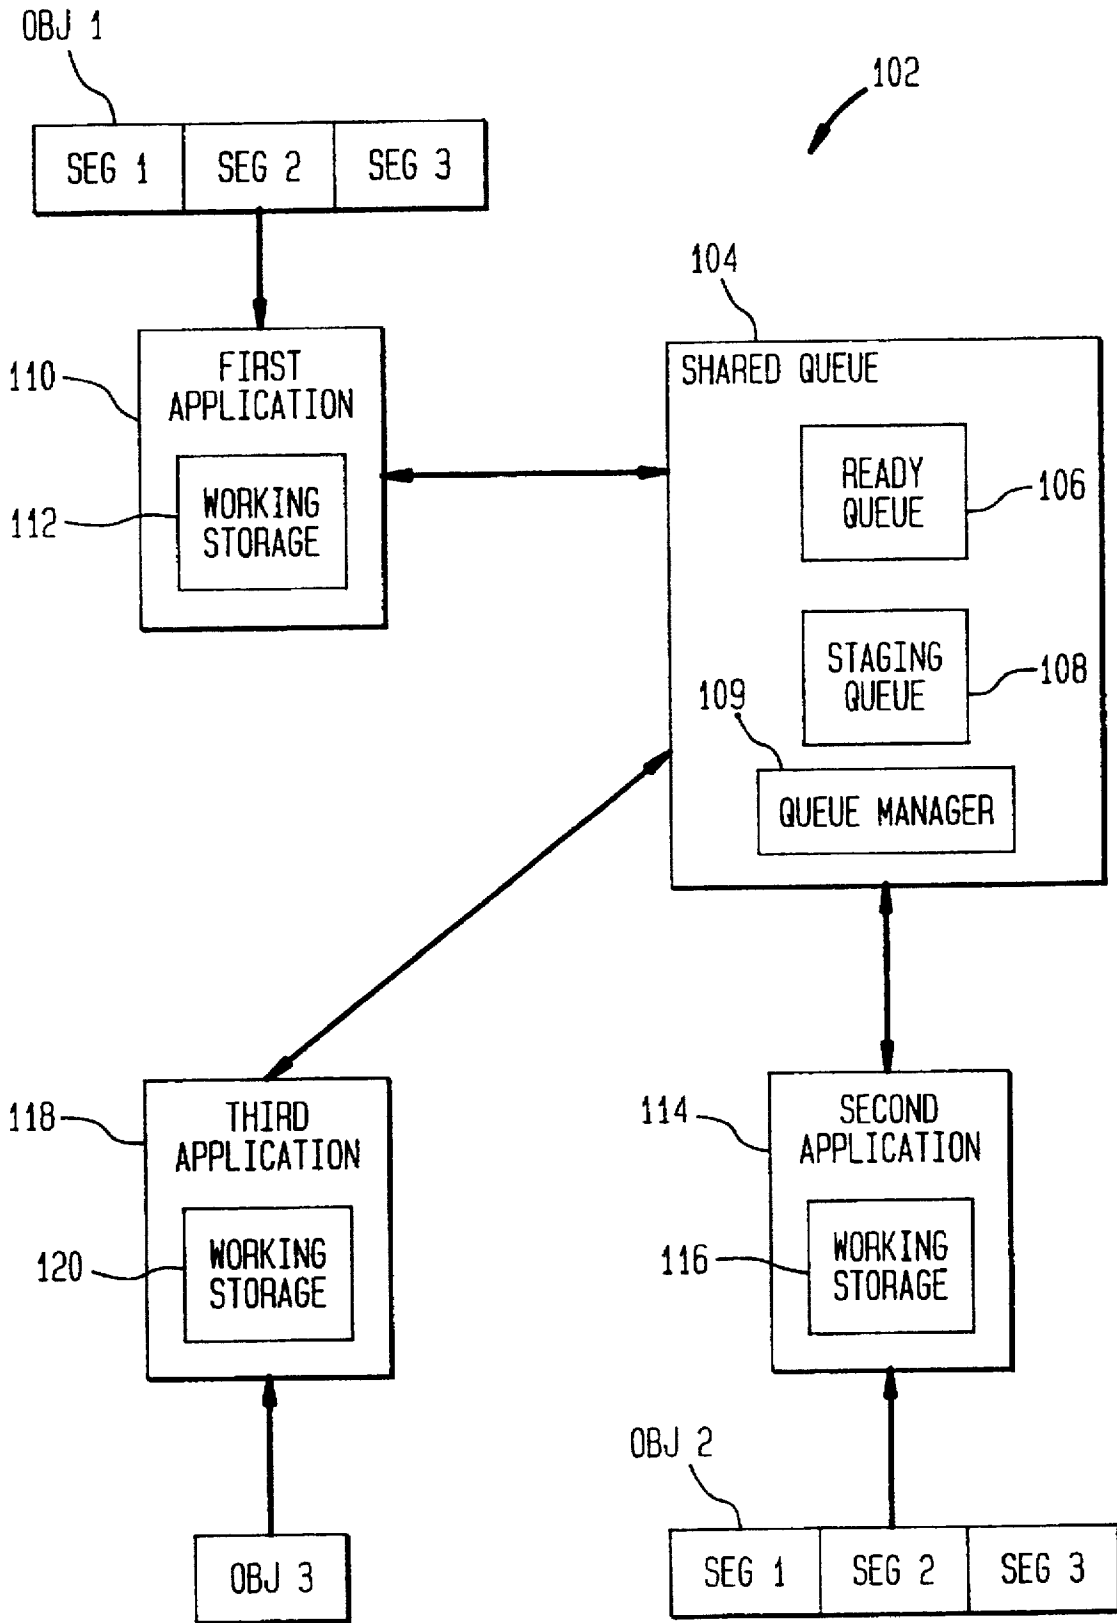 OBJ 1
102
SEG 1 SEG 2 SEG 3
104
SHARED QUEUE
110
FIRST
APPLICATION
112
WORKING
STORAGE
READY
QUEUE
106
STAGING
QUEUE
108
109
QUEUE MANAGER
118
THIRD
APPLICATION
120
WORKING
STORAGE
114
SECOND
APPLICATION
116
WORKING
STORAGE
OBJ 2
OBJ 3
SEG 1 SEG 2 SEG 3